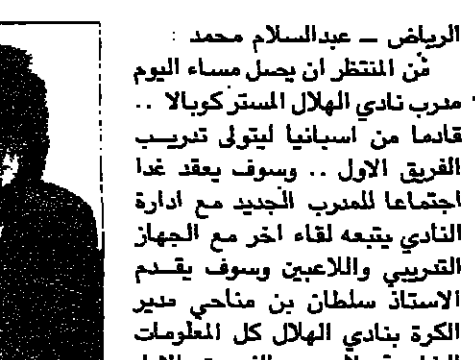 الرياض – عبدالسلام محمد :
من المنتظر ان يصل مساء اليوم
مدرب نادي الهلال المستر كوبالا ..
قادما من اسبانيا ليتولى تدريب
الفريق الاول .. وسوف يعقد غدا
اجتماعا للمدرب الجديد مع ادارة
النادي يتبعه لقاء اخر مع الجهاز
التدريبي واللاعبين وسوف يقدم
الاستاذ سلطان بن مناحي مدير
الكرة بنادي الهلال كل المعلومات